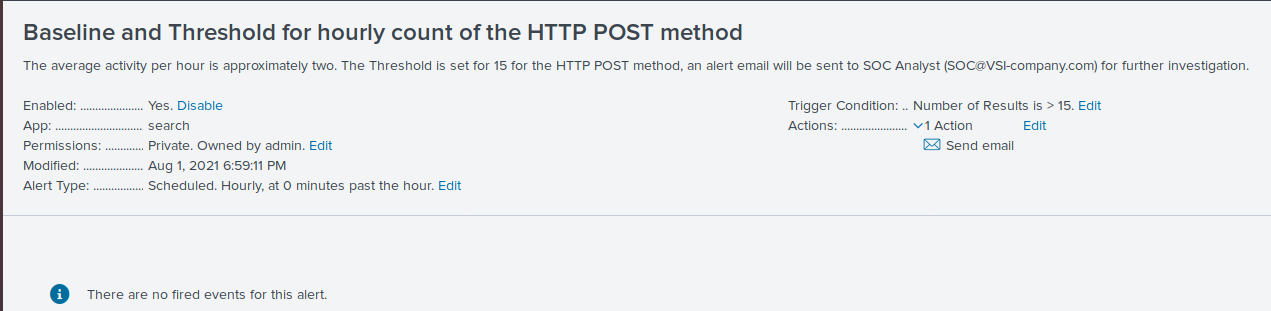 Baseline and Threshold for hourly count of the HTTP POST method
The average activity per hour is approximately two. The Threshold is set for 15 for the HTTP POST method, an alert email will be sent to SOC Analyst (SOC@VSI-company.com) for further investigation.
Enabled: ..................... Yes. Disable
App: ............................. search
Permissions: ............. Private. Owned by admin. Edit
Modified: .................... Aug 1, 2021 6:59:11 PM
Alert Type: ................. Scheduled. Hourly, at 0 minutes past the hour. Edit
Trigger Condition: .. Number of Results is > 15. Edit
Actions: ...................... 1 Action Edit
Send email
There are no fired events for this alert.